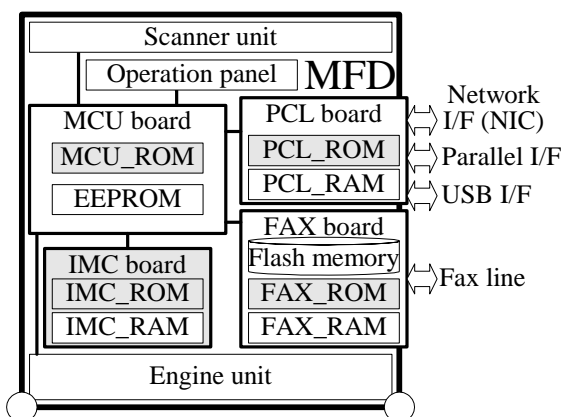 Scanner unit
Operation panel
MFD
MCU board
MCU_ROM
EEPROM
PCL board
PCL_ROM
PCL_RAM
Network
I/F (NIC)
Parallel I/F
USB I/F
FAX board
Flash memory
FAX_ROM
FAX_RAM
Fax line
IMC board
IMC_ROM
IMC_RAM
Engine unit